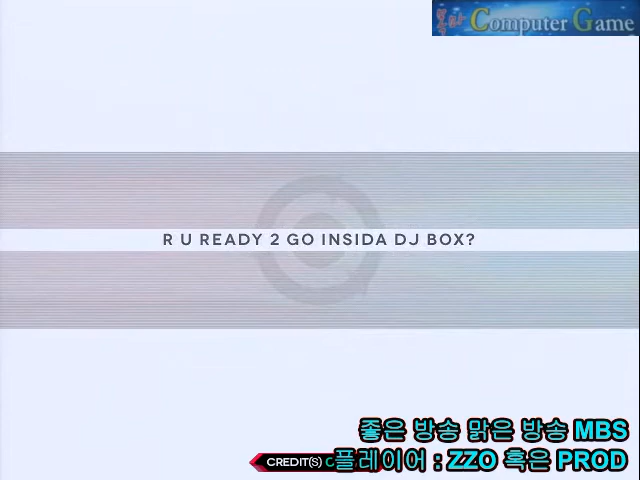 Computer Game
R U READY 2 GO INSIDA DJ BOX?
좋은 방송 맑은 방송 MBS
CREDIT(S)
플레이어 : ZZO 혹은 PROD